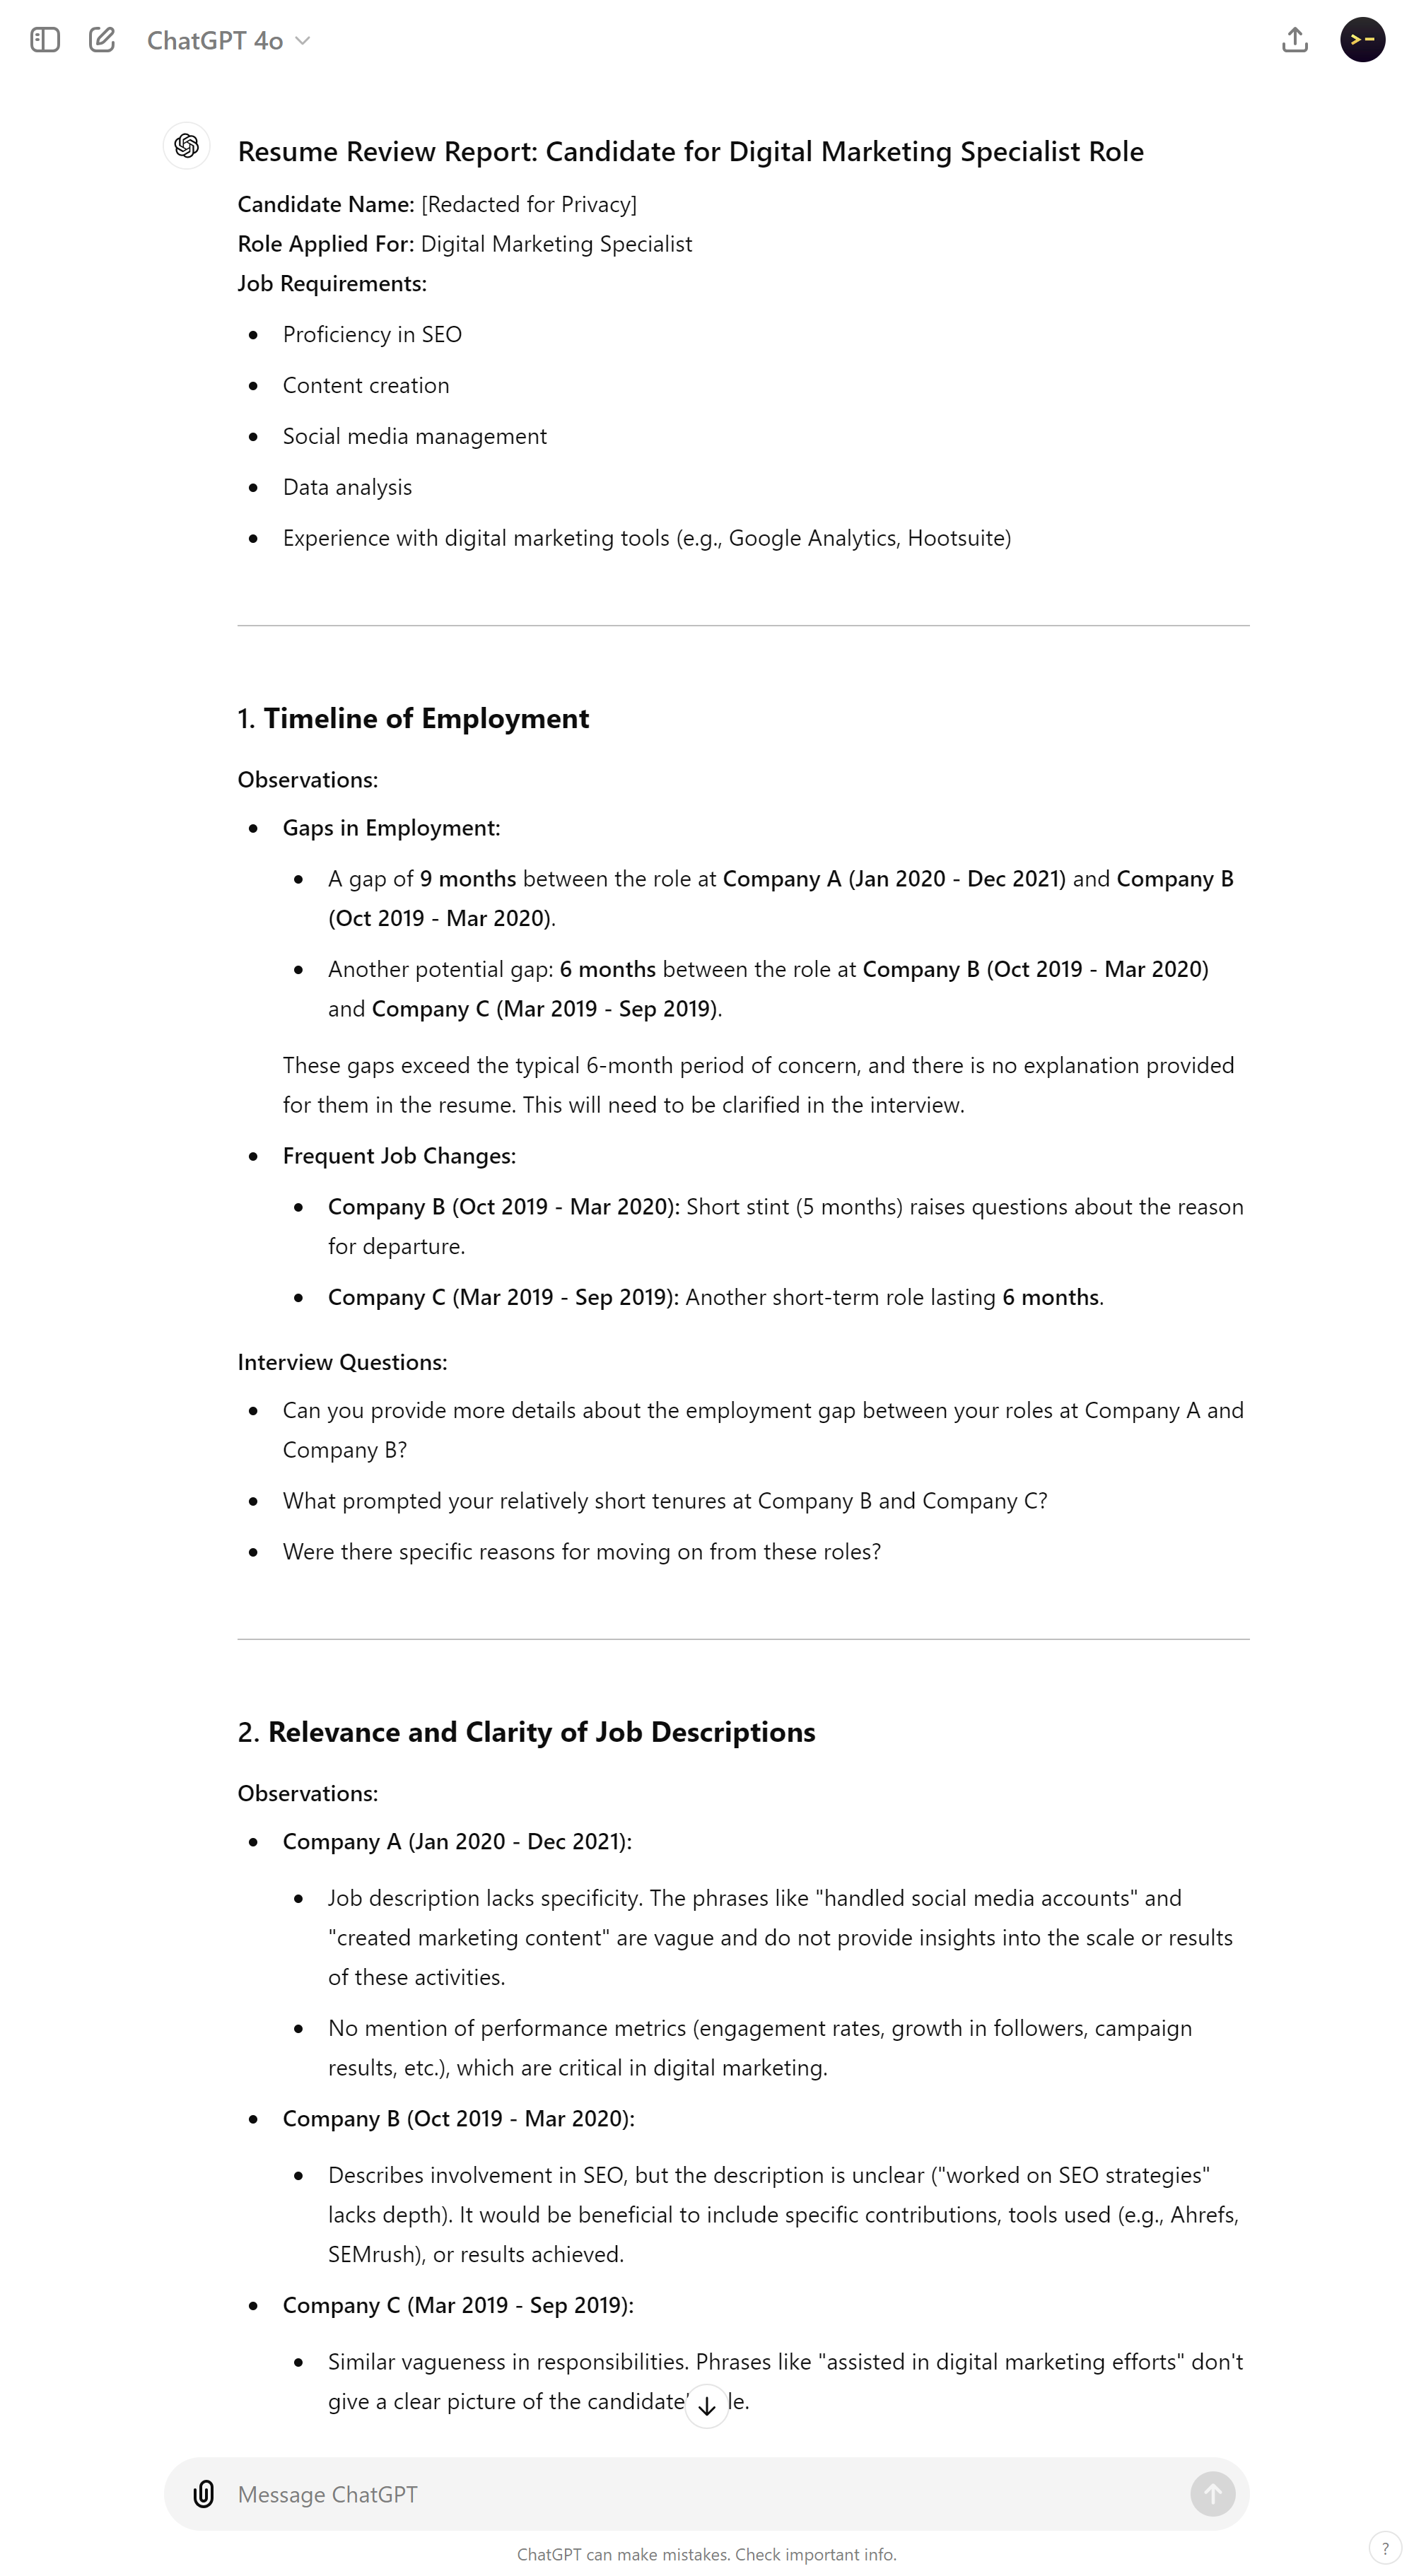 ChatGPT 4o
>-
Resume Review Report: Candidate for Digital Marketing Specialist Role
Candidate Name: [Redacted for Privacy]
Role Applied For: Digital Marketing Specialist
Job Requirements:
• Proficiency in SEO
• Content creation
• Social media management
• Data analysis
• Experience with digital marketing tools (e.g., Google Analytics, Hootsuite)
1. Timeline of Employment
Observations:
• Gaps in Employment:
• A gap of 9 months between the role at Company A (Jan 2020 - Dec 2021) and Company B
(Oct 2019 - Mar 2020).
• Another potential gap: 6 months between the role at Company B (Oct 2019 - Mar 2020)
and Company C (Mar 2019 - Sep 2019).
These gaps exceed the typical 6-month period of concern, and there is no explanation provided
for them in the resume. This will need to be clarified in the interview.
• Frequent Job Changes:
• Company B (Oct 2019 - Mar 2020): Short stint (5 months) raises questions about the reason
for departure.
• Company C (Mar 2019 - Sep 2019): Another short-term role lasting 6 months.
Interview Questions:
• Can you provide more details about the employment gap between your roles at Company A and
Company B?
• What prompted your relatively short tenures at Company B and Company C?
• Were there specific reasons for moving on from these roles?
2. Relevance and Clarity of Job Descriptions
Observations:
• Company A (Jan 2020 - Dec 2021):
• Job description lacks specificity. The phrases like "handled social media accounts" and
"created marketing content" are vague and do not provide insights into the scale or results
of these activities.
• No mention of performance metrics (engagement rates, growth in followers, campaign
results, etc.), which are critical in digital marketing.
• Company B (Oct 2019 - Mar 2020):
• Describes involvement in SEO, but the description is unclear ("worked on SEO strategies"
lacks depth). It would be beneficial to include specific contributions, tools used (e.g., Ahrefs,
SEMrush), or results achieved.
• Company C (Mar 2019 - Sep 2019):
• Similar vagueness in responsibilities. Phrases like "assisted in digital marketing efforts" don't
give a clear picture of the candidate
Message ChatGPT
ChatGPT can make mistakes. Check important info.
?